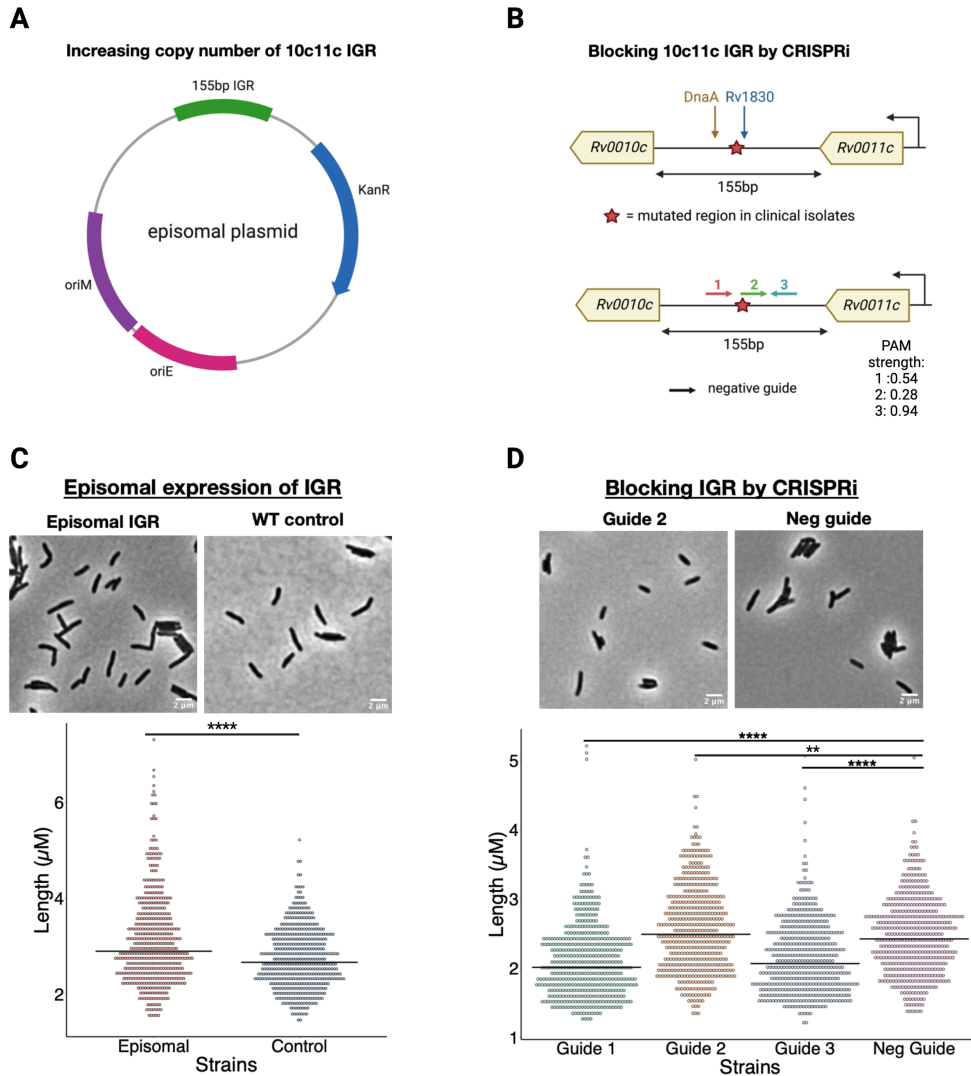 A
Increasing copy number of 10c11c IGR
155bp IGR
KanR
episomal plasmid
oriM
oriE
B
Blocking 10c11c IGR by CRISPRi
DnaA Rv1830
Rv0010c
Rv0011c
155bp
= mutated region in clinical isolates
1 2 3
Rv0010c
Rv0011c
155bp
negative guide
PAM
strength:
1 :0.54
2: 0.28
3: 0.94
C
Episomal expression of IGR
Episomal IGR
WT control
2 µm
2 µm
****
Length (µM)
6
4
2
Episomal
Control
Strains
D
Blocking IGR by CRISPRi
Guide 2
Neg guide
2 µm
2 µm
****
**
****
Length (µM)
5
4
3
2
1
Guide 1
Guide 2
Guide 3
Neg Guide
Strains